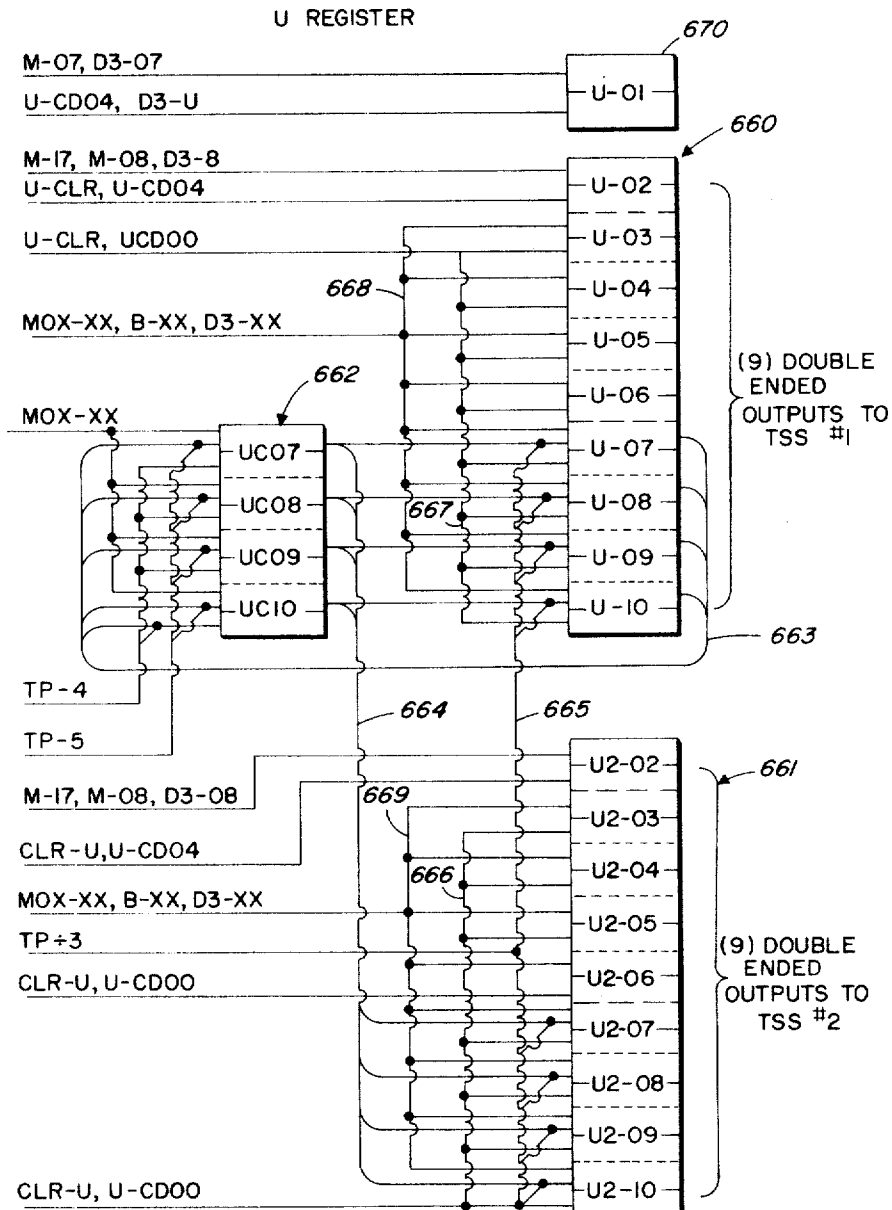 U REGISTER
670
M-07, D3-07
U-CD04, D3-U
U-01
660
M-17, M-08, D3-8
U-CLR, U-CD04
U-CLR, UCD00
668
MOX-XX, B-XX, D3-XX
662
MOX-XX
U-02
U-03
U-04
U-05
U-06
U-07
U-08
U-09
U-10
(9) DOUBLE
ENDED
OUTPUTS TO
TSS #1
UC07
UC08
UC09
UC10
667
663
TP-4
TP-5
664
665
M-17, M-08, D3-08
669
661
CLR-U,U-CD04
666
MOX-XX, B-XX, D3-XX
TP÷3
CLR-U, U-CD00
U2-02
U2-03
U2-04
U2-05
U2-06
U2-07
U2-08
U2-09
U2-10
(9) DOUBLE
ENDED
OUTPUTS TO
TSS #2
CLR-U, U-CD00